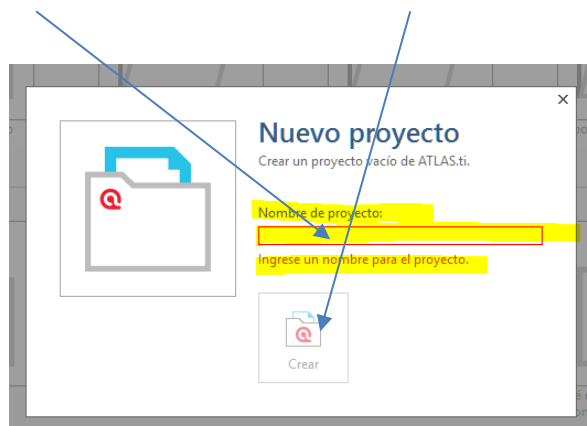 Nuevo proyecto
Crear un proyecto vacío de ATLAS.ti.
Nombre de proyecto:
Ingrese un nombre para el proyecto.
Crear